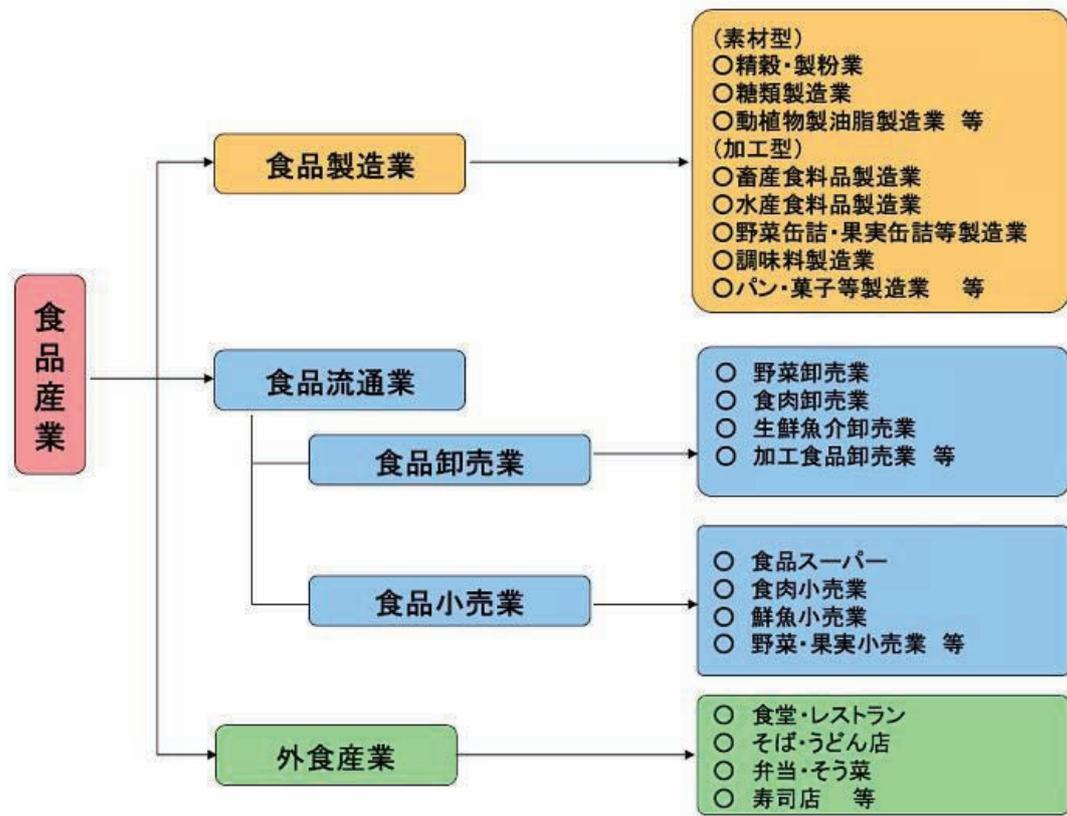 食品産業
食品製造業
(素材型)
○精穀・製粉業
○糖類製造業
○動植物製油脂製造業 等
(加工型)
○畜産食料品製造業
○水産食料品製造業
○野菜缶詰・果実缶詰等製造業
○調味料製造業
○パン・菓子等製造業 等
食品流通業
食品卸売業
○ 野菜卸売業
○ 食肉卸売業
○ 生鮮魚介卸売業
○ 加工食品卸売業 等
食品小売業
○ 食品スーパー
○ 食肉小売業
○ 鮮魚小売業
○ 野菜・果実小売業 等
外食産業
○ 食堂・レストラン
○ そば・うどん店
○ 弁当・そう菜
○ 寿司店 等